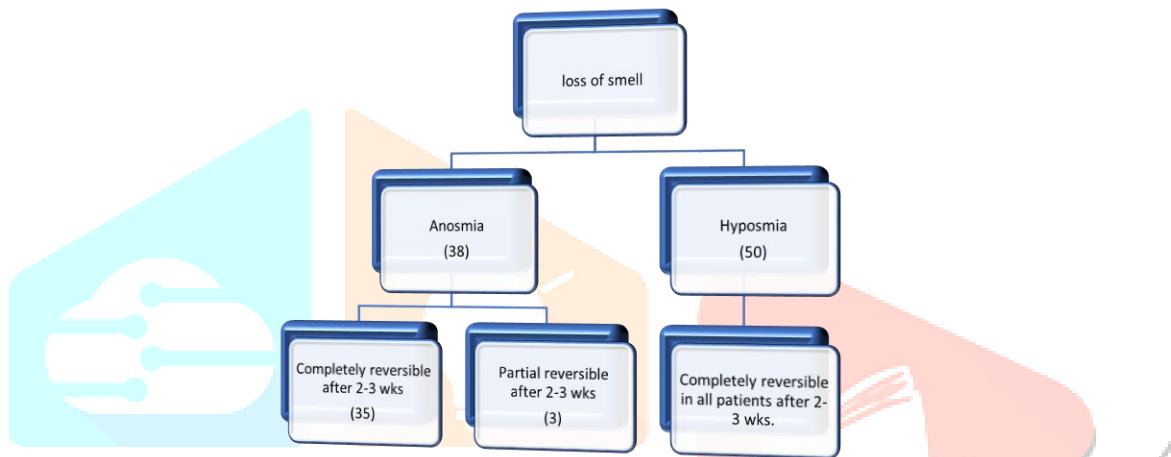 loss of smell
Anosmia
(38)
Hyposmia
(50)
Completely reversible
after 2-3 wks
(35)
Partial reversible
after 2-3 wks
(3)
Completely reversible
in all patients after 2-
3 wks.